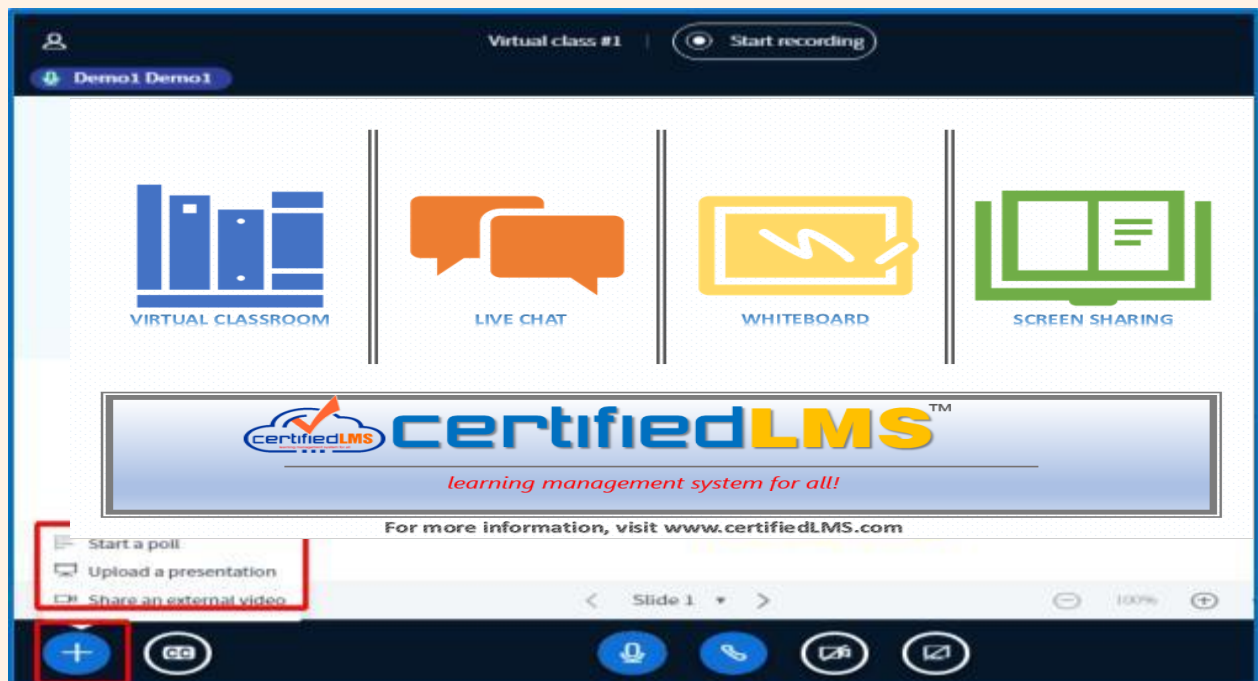 Virtual class #1
Start recording
Demo1 Demo1
VIRTUAL CLASSROOM
LIVE CHAT
WHITEBOARD
SCREEN SHARING
certifiedLMS
certifiedLMS™
learning management system for all!
For more information, visit www.certifiedLMS.com
Start a poll
Upload a presentation
Share an external video
Slide 1
100%
CC